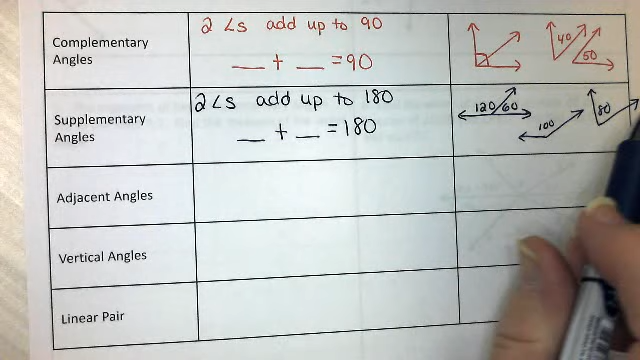 Complementary
Angles
2 ∠s add up to 90
__ + __ = 90
40
50
Supplementary
Angles
2 ∠s add up to 180
__ + __ = 180
120 60
100
80
Adjacent Angles
Vertical Angles
Linear Pair